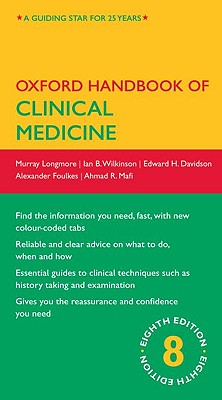 ★A GUIDING STAR FOR 25 YEARS★
OXFORD HANDBOOK OF
CLINICAL
MEDICINE
Murray Longmore | Ian B. Wilkinson | Edward H. Davidson
Alexander Foulkes | Ahmad R. Mafi
Find the information you need, fast, with new
colour-coded tabs
Reliable and clear advice on what to do,
when and how
Essential guides to clinical techniques such as
history taking and examination
Gives you the reassurance and confidence
you need
EIGHTH EDITION
8
EIGHTH EDITION